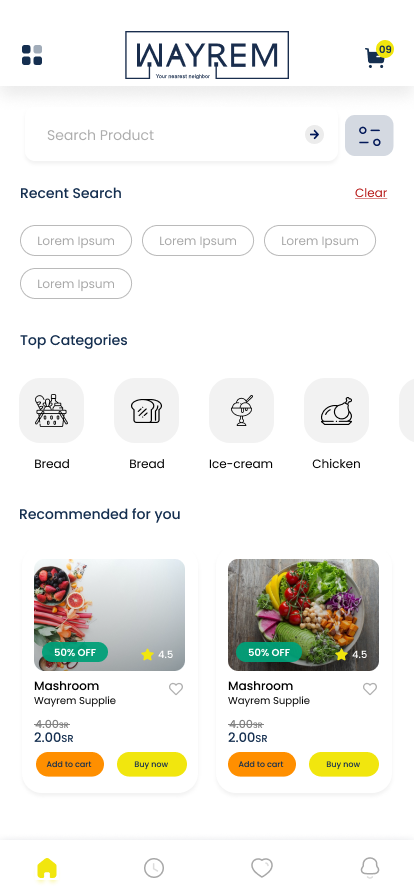 WAYREM
Your nearest neighbor
09
Search Product
Recent Search
Clear
Lorem Ipsum
Lorem Ipsum
Lorem Ipsum
Lorem Ipsum
Top Categories
Bread
Bread
Ice-cream
Chicken
Recommended for you
50% OFF
4.5
Mashroom
Wayrem Supplie
4.00SR
2.00SR
Add to cart
Buy now
50% OFF
4.5
Mashroom
Wayrem Supplie
4.00SR
2.00SR
Add to cart
Buy now